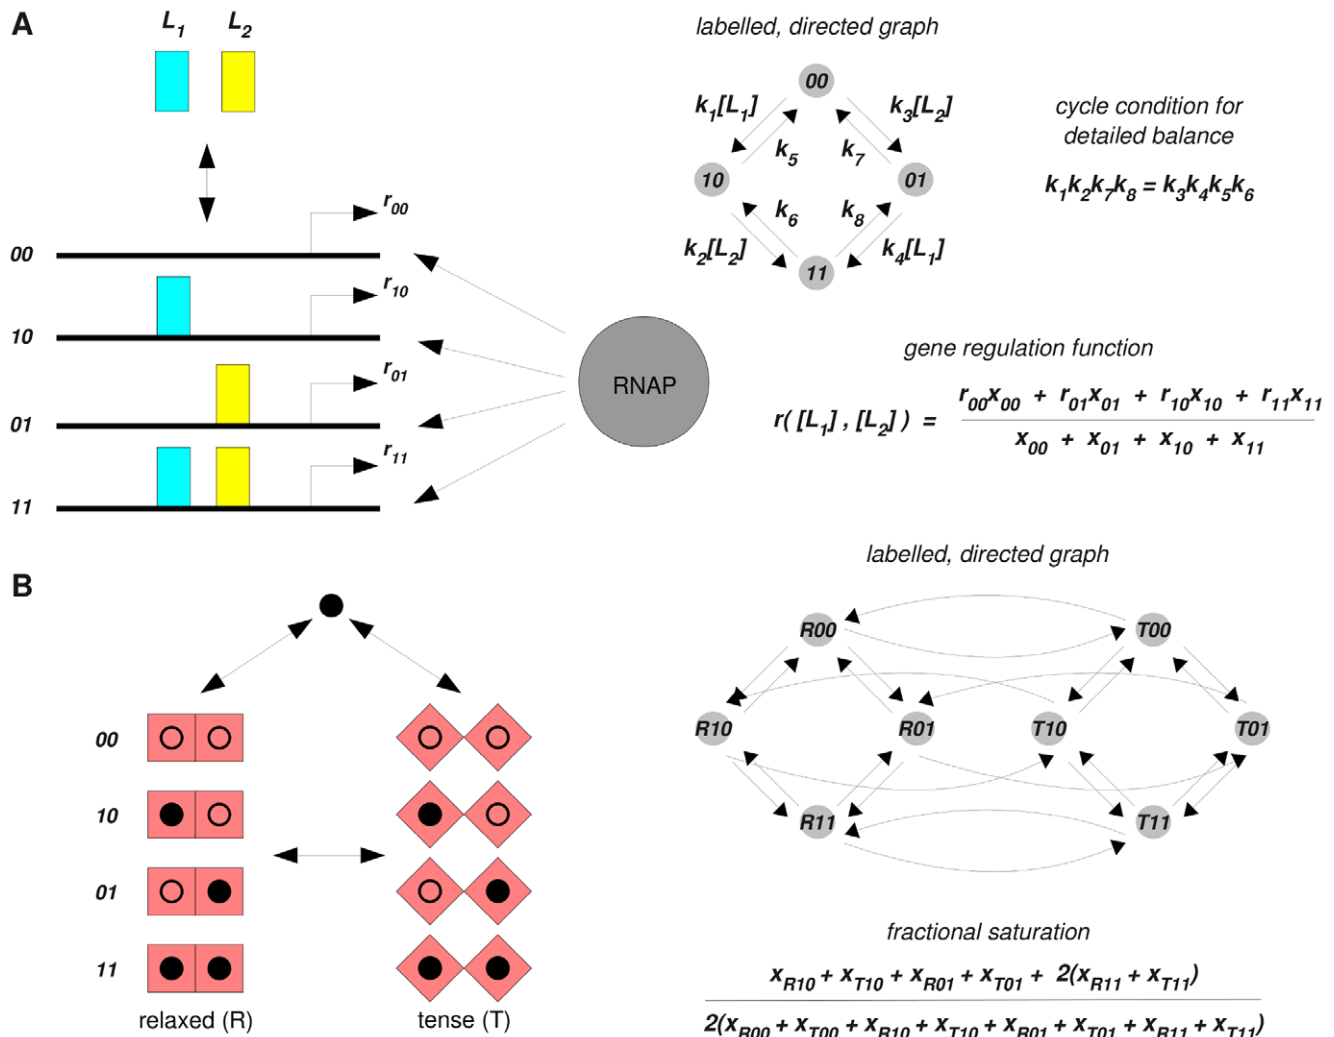 A
L1 L2
r00
00
r10
10
r01
01
r11
11
RNAP
labelled, directed graph
00
k1[L1] k3[L2]
k5 k7
10 01
k6 k8
k2[L2] k4[L1]
11
cycle condition for
detailed balance
k1k2k7k8 = k3k4k5k6
gene regulation function
r( [L1] , [L2] ) =
r00x00 + r01x01 + r10x10 + r11x11
x00 + x01 + x10 + x11
B
00
10
01
11
relaxed (R) tense (T)
labelled, directed graph
R00 T00
R10 R01 T10 T01
R11 T11
fractional saturation
xR10 + xT10 + xR01 + xT01 + 2(xR11 + xT11)
2(xR00 + xT00 + xR10 + xT10 + xR01 + xT01 + xR11 + xT11)